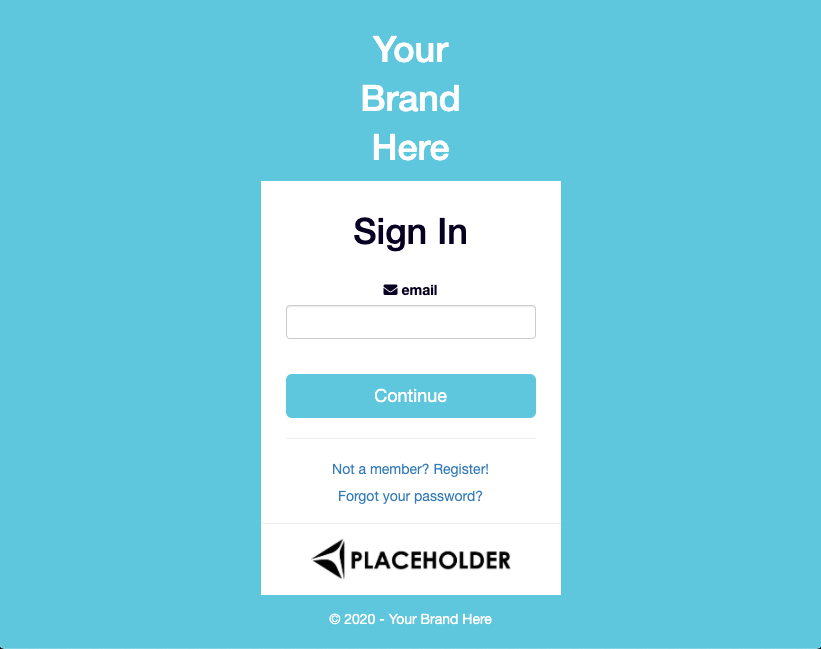 Your
Brand
Here
Sign In
email
Continue
Not a member? Register!
Forgot your password?
PLACEHOLDER
© 2020 - Your Brand Here